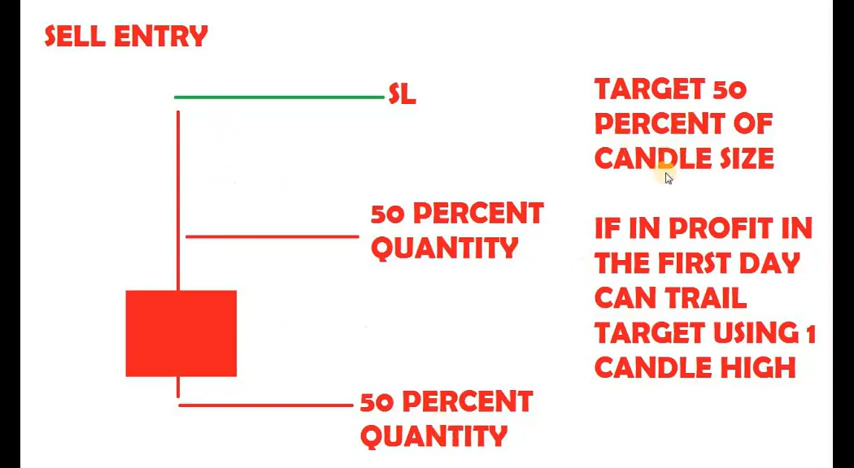 SELL ENTRY
SL
50 PERCENT
QUANTITY
50 PERCENT
QUANTITY
TARGET 50
PERCENT OF
CANDLE SIZE
IF IN PROFIT IN
THE FIRST DAY
CAN TRAIL
TARGET USING 1
CANDLE HIGH